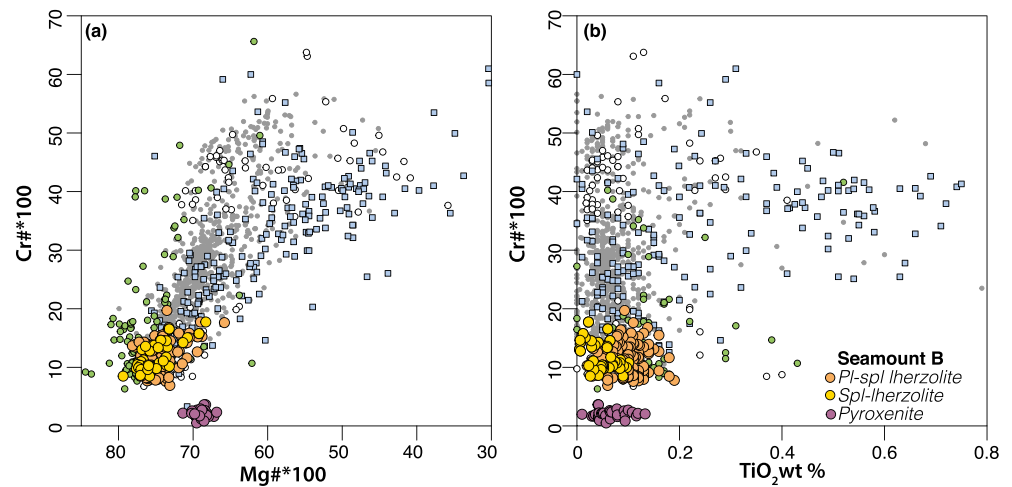 (a)
70
60
50
40
30
20
10
0
Cr#*100
80 70 60 50 40 30
Mg#*100
(b)
70
60
50
40
30
20
10
0
Cr#*100
0 0.2 0.4 0.6 0.8
TiO₂wt %
Seamount B
Pl-spl lherzolite
Spl-lherzolite
Pyroxenite